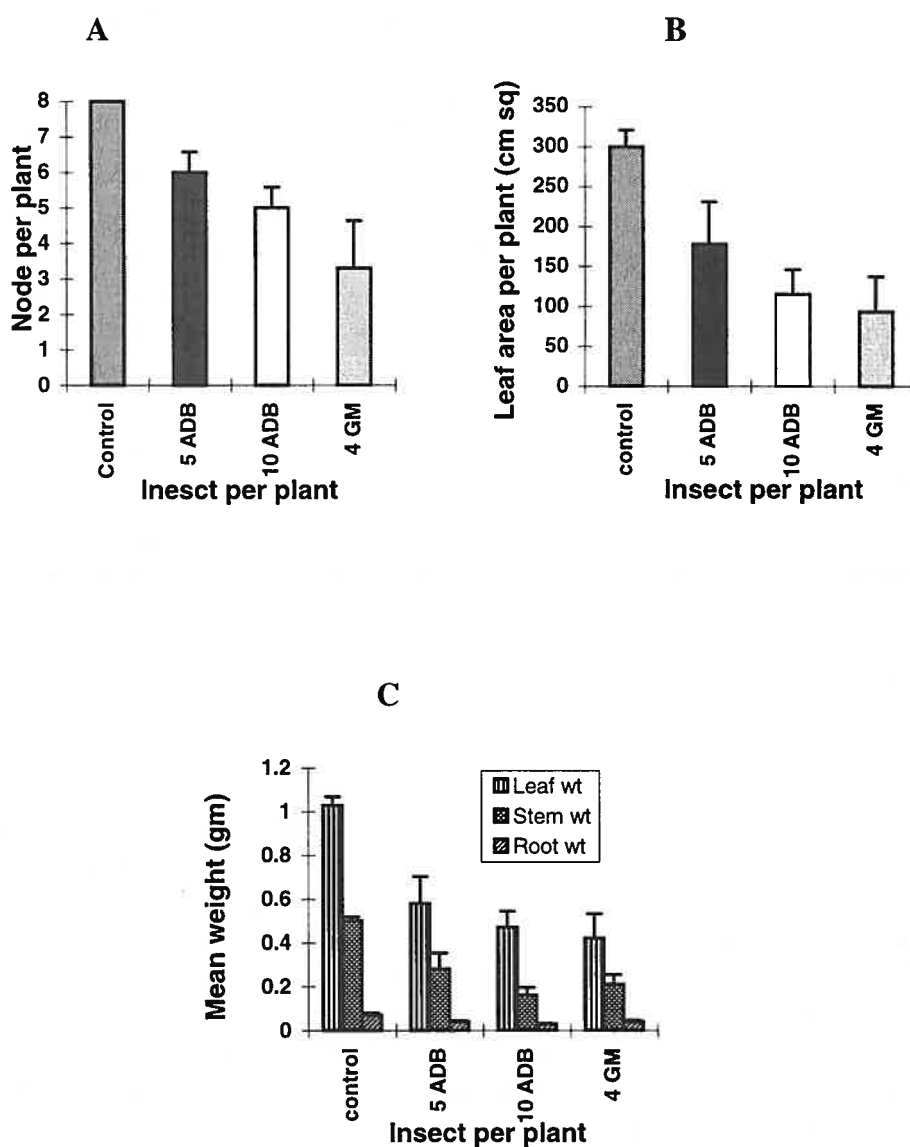 A
Node per plant
8
7
6
5
4
3
2
1
0
Control
5 ADB
10 ADB
4 GM
Inesct per plant
B
Leaf area per plant (cm sq)
350
300
250
200
150
100
50
0
control
5 ADB
10 ADB
4 GM
Insect per plant
C
Mean weight (gm)
1.2
1
0.8
0.6
0.4
0.2
0
Leaf wt
Stem wt
Root wt
control
5 ADB
10 ADB
4 GM
Insect per plant